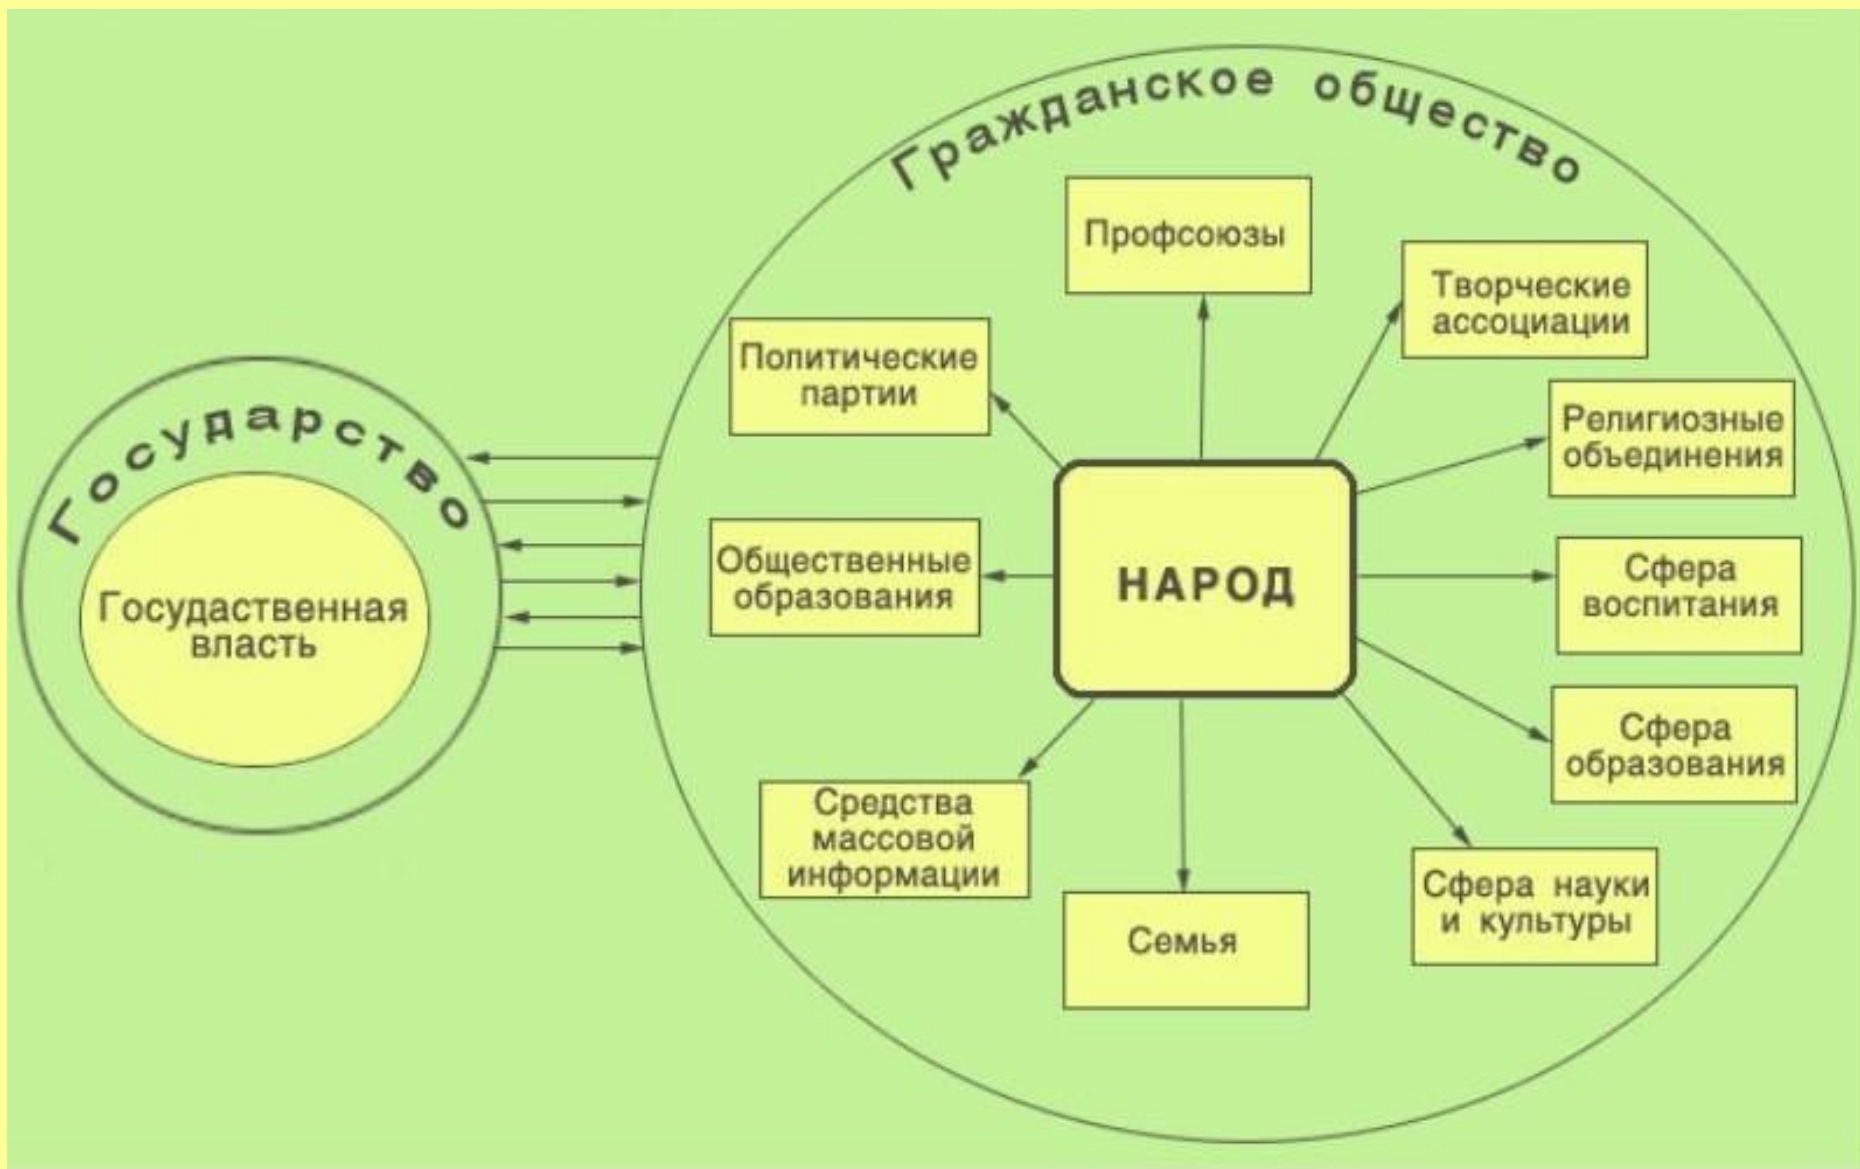 Гражданское общество
Профсоюзы
Творческие
ассоциации
Политические
партии
Религиозные
объединения
Государство
Государственная
власть
Общественные
образования
НАРОД
Сфера
воспитания
Сфера
образования
Средства
массовой
информации
Семья
Сфера науки
и культуры